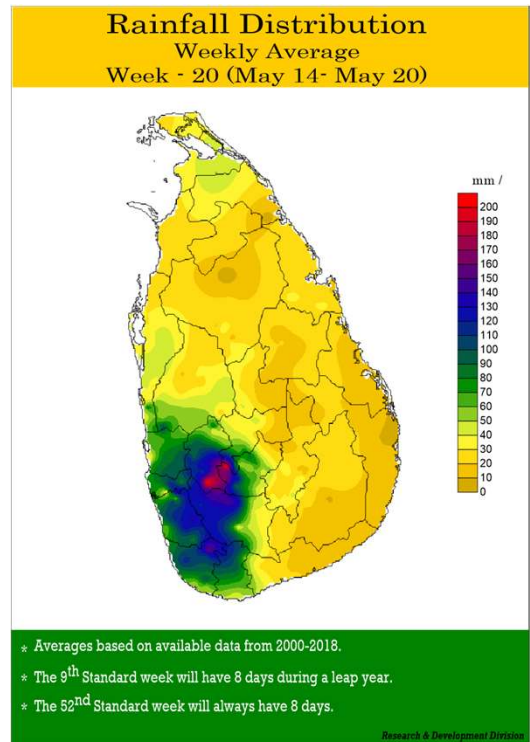 Rainfall Distribution
Weekly Average
Week - 20 (May 14- May 20)
mm /
200
190
180
170
160
150
140
130
120
110
100
90
80
70
60
50
40
30
20
10
0
* Averages based on available data from 2000-2018.
* The 9th Standard week will have 8 days during a leap year.
* The 52nd Standard week will always have 8 days.
Research & Development Division